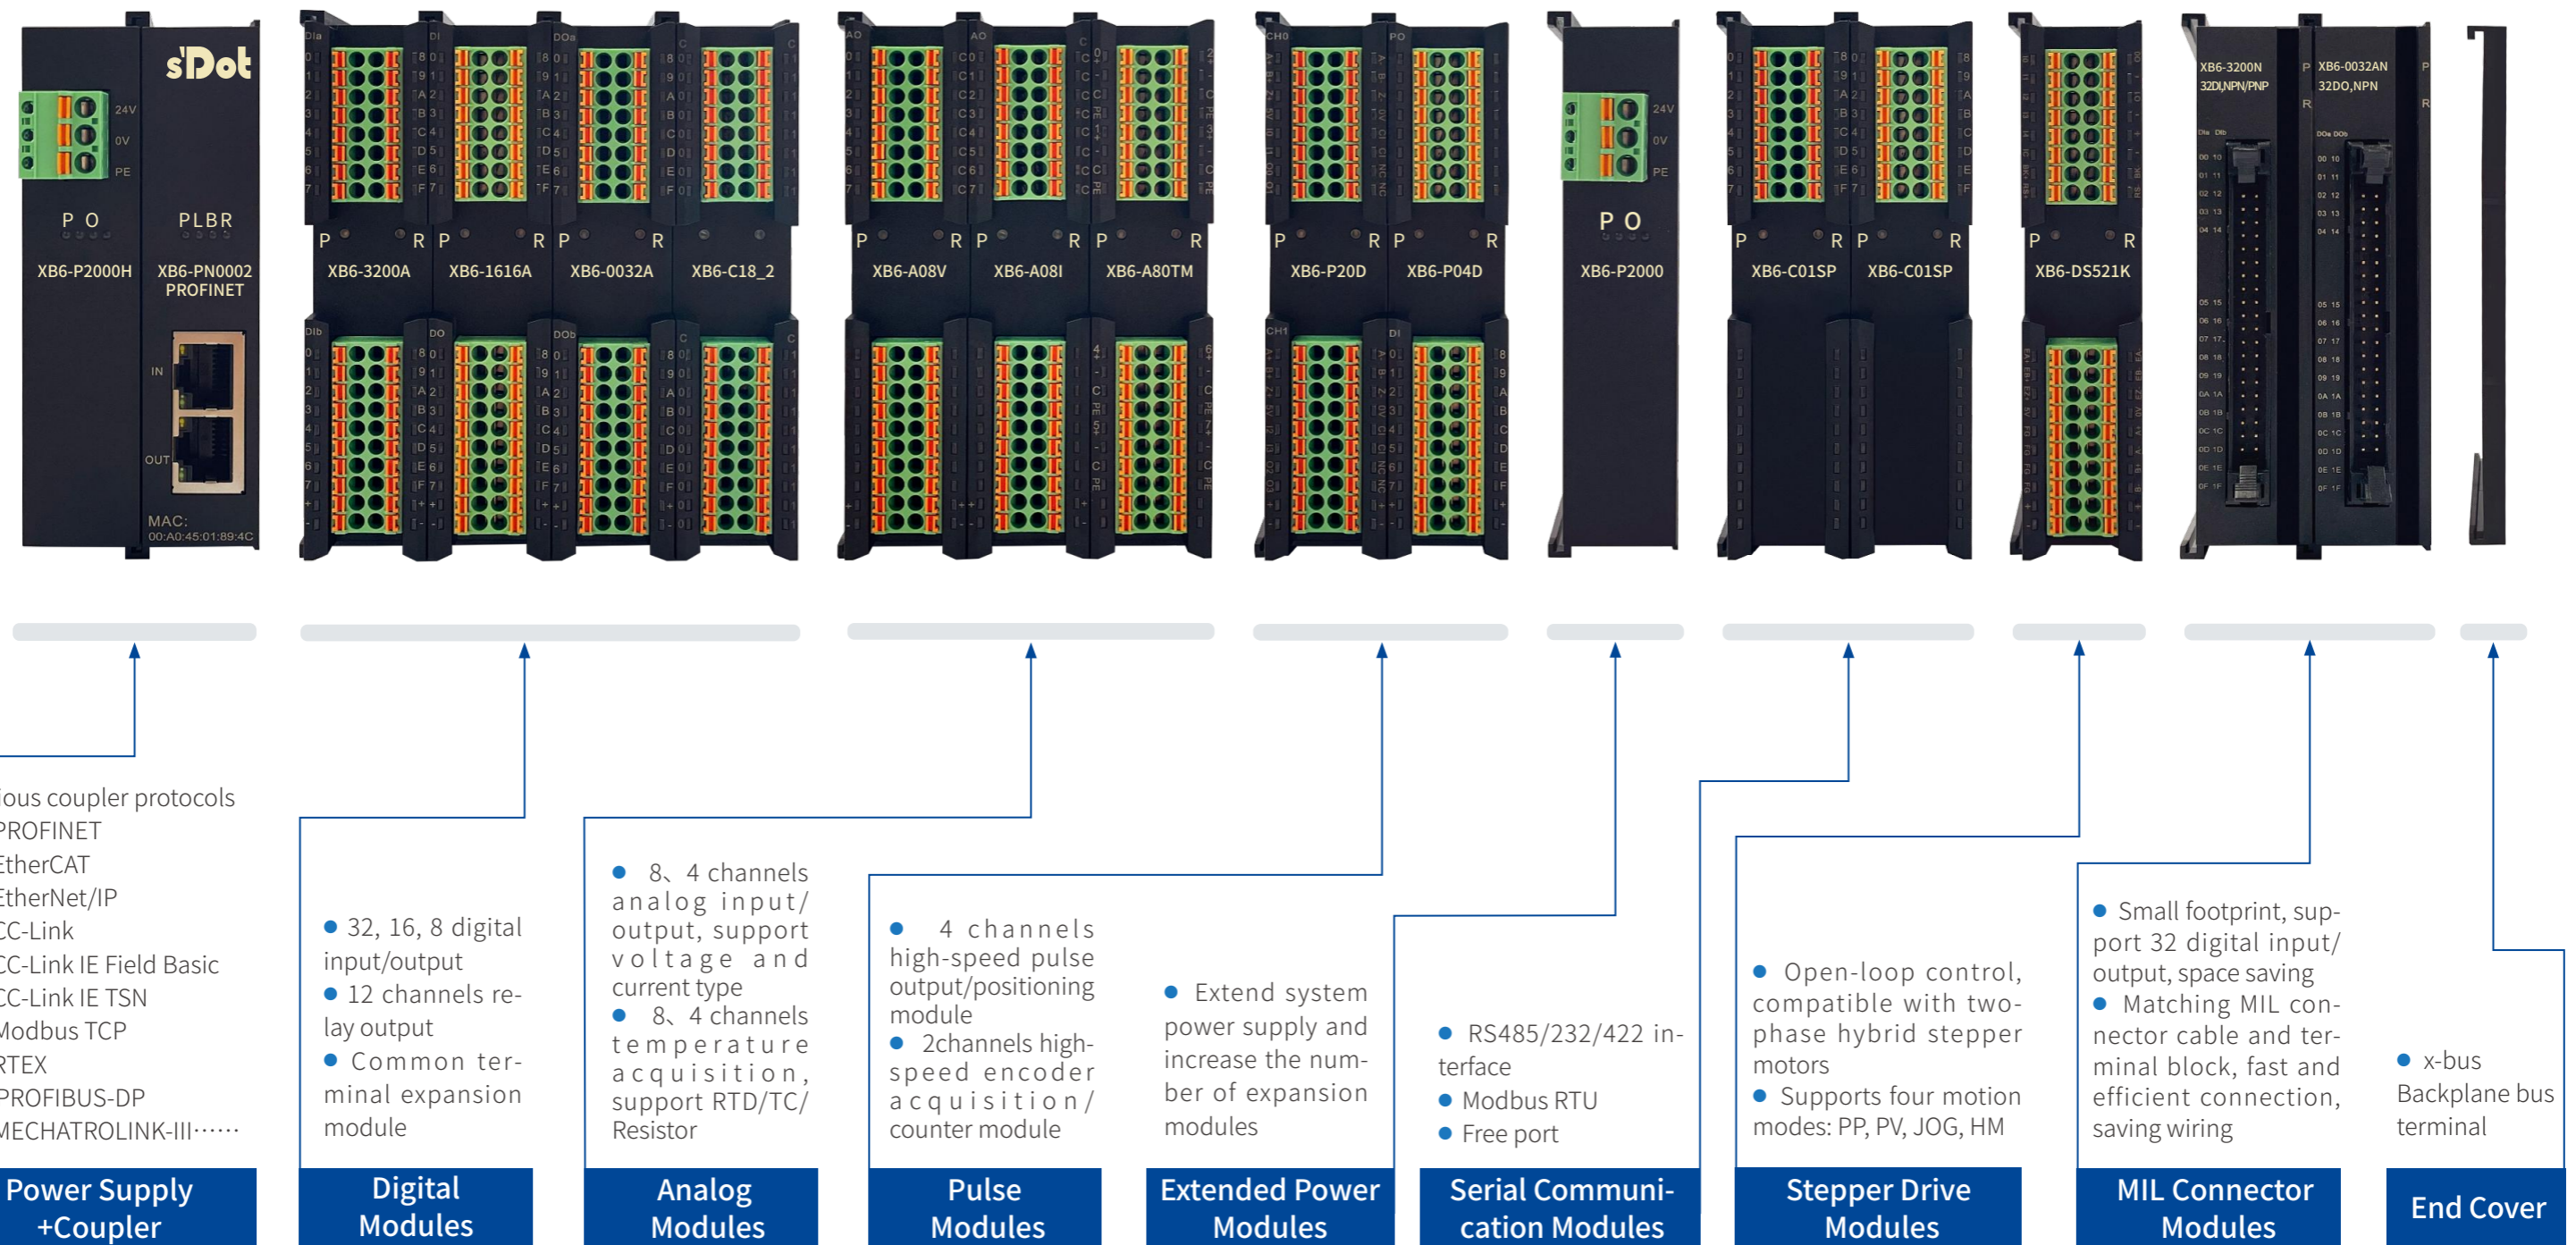 sDot
24V
0V
PE
P O
PLBR
XB6-P2000H
XB6-PN0002
PROFINET
IN
OUT
MAC:
00:A0:45:01:89:4C
P R P R P R
XB6-3200A
XB6-1616A
XB6-0032A
XB6-C18_2
P R P R P R
XB6-A08V
XB6-A08I
XB6-A80TM
P R P R
XB6-P20D
XB6-P04D
24V
0V
PE
P O
XB6-P2000
P R P R
XB6-C01SP
XB6-C01SP
P R
XB6-DS521K
XB6-3200N
32DI,NPN/PNP
XB6-0032AN
32DO,NPN
ious coupler protocols
PROFINET
EtherCAT
EtherNet/IP
CC-Link
CC-Link IE Field Basic
CC-Link IE TSN
Modbus TCP
RTEX
PROFIBUS-DP
MECHATROLINK-III······
Power Supply
+Coupler
● 32, 16, 8 digital
input/output
● 12 channels re-
lay output
● Common ter-
minal expansion
module
Digital
Modules
● 8、4 channels
analog input/
output, support
voltage and
current type
● 8、4 channels
temperature
acquisition,
support RTD/TC/
Resistor
Analog
Modules
● 4 channels
high-speed pulse
output/positioning
module
● 2channels high-
speed encoder
acquisition/
counter module
Pulse
Modules
● Extend system
power supply and
increase the num-
ber of expansion
modules
Extended Power
Modules
● RS485/232/422 in-
terface
● Modbus RTU
● Free port
Serial Communi-
cation Modules
● Open-loop control,
compatible with two-
phase hybrid stepper
motors
● Supports four motion
modes: PP, PV, JOG, HM
Stepper Drive
Modules
● Small footprint, sup-
port 32 digital input/
output, space saving
● Matching MIL con-
nector cable and ter-
minal block, fast and
efficient connection,
saving wiring
MIL Connector
Modules
● x-bus
Backplane bus
terminal
End Cover